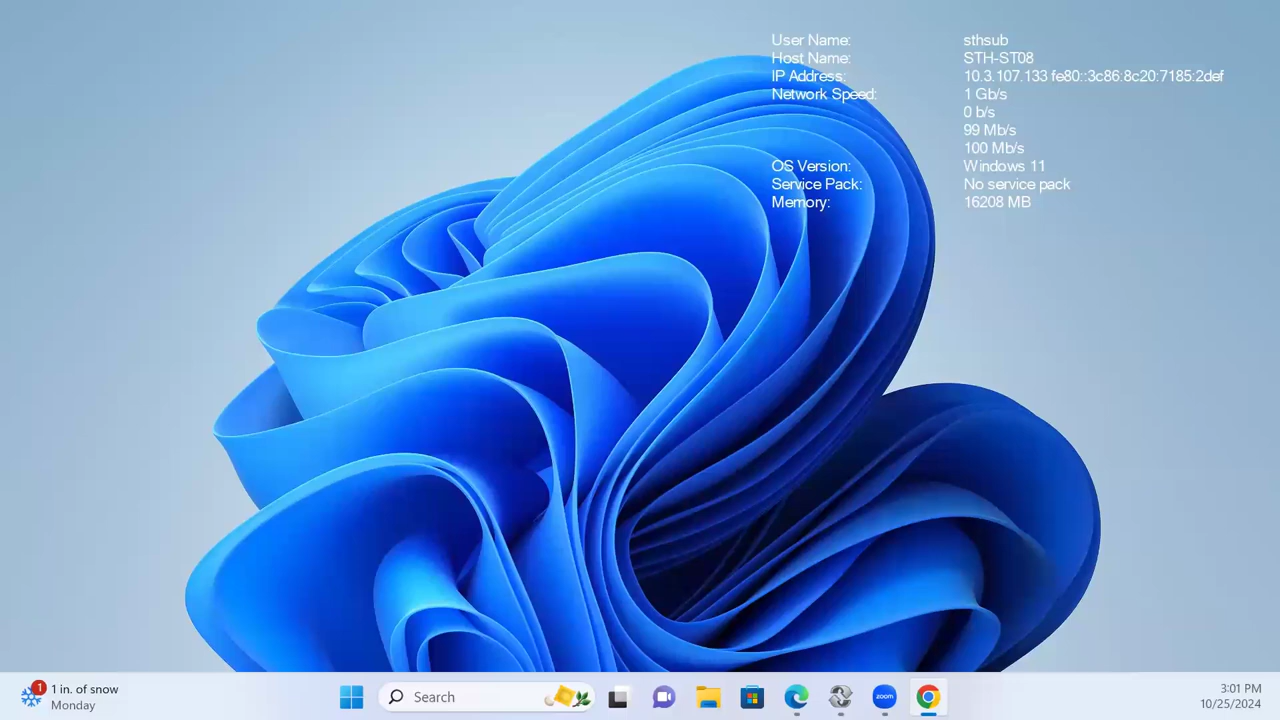 User Name: sthsub
Host Name: STH-ST08
IP Address: 10.3.107.133 fe80::3c86:8c20:7185:2def
Network Speed: 1 Gb/s
0 b/s
99 Mb/s
100 Mb/s
OS Version: Windows 11
Service Pack: No service pack
Memory: 16208 MB
1
1 in. of snow
Monday
Search
zoom
3:01 PM
10/25/2024